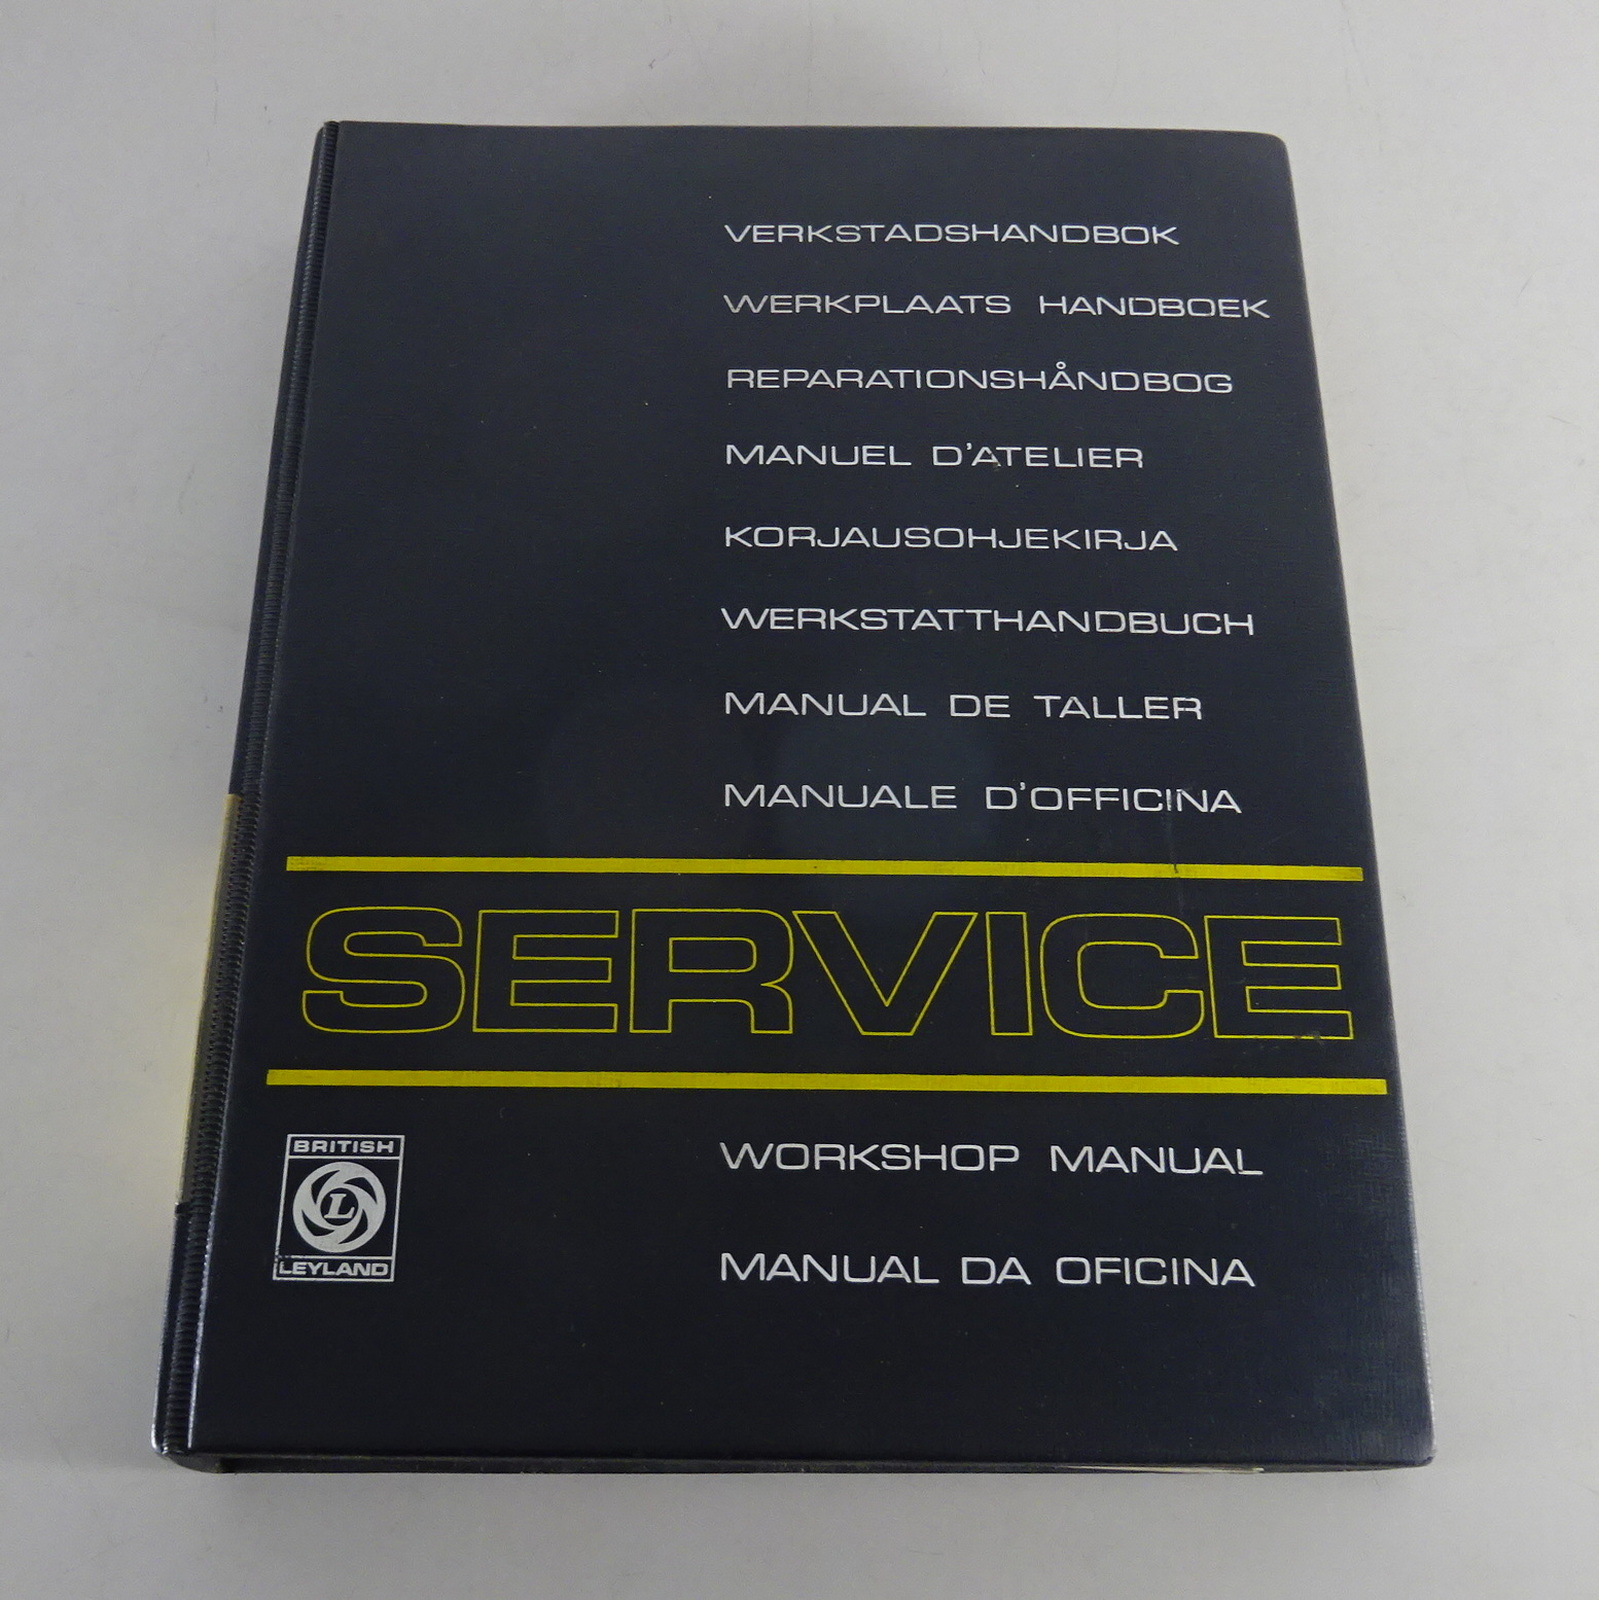 VERKSTADSHANDBOK
WERKPLAATS HANDBOEK
REPARATIONSHÅNDBOG
MANUEL D'ATELIER
KORJAUSOHJEKIRJA
WERKSTATTHANDBUCH
MANUAL DE TALLER
MANUALE D'OFFICINA
SERVICE
BRITISH
L
LEYLAND
WORKSHOP MANUAL
MANUAL DA OFICINA